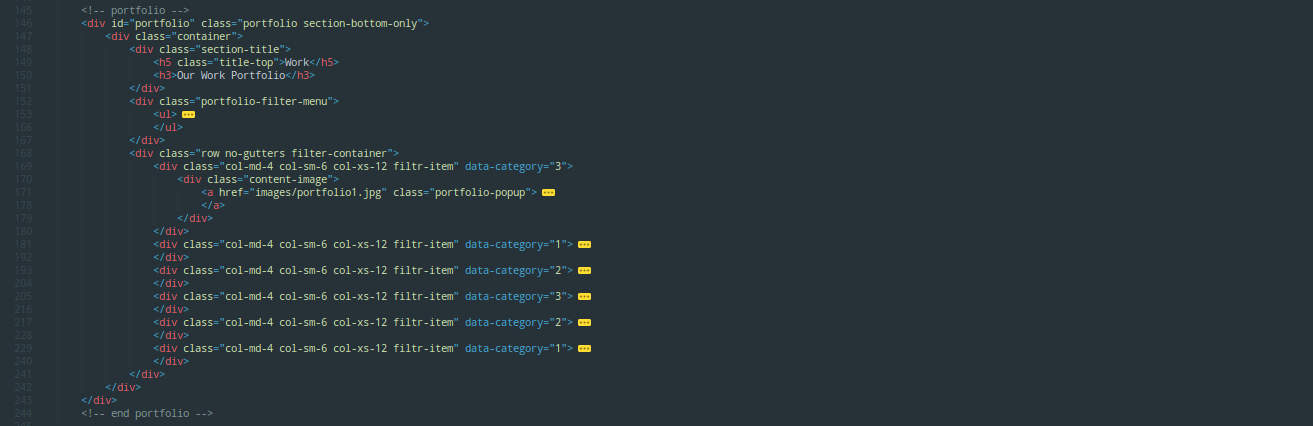 145 <!-- portfolio -->
146 <div id="portfolio" class="portfolio section-bottom-only">
147 <div class="container">
148 <div class="section-title">
149 <h5 class="title-top">Work</h5>
150 <h3>Our Work Portfolio</h3>
151 </div>
152 <div class="portfolio-filter-menu">
153 <ul>
166 </ul>
167 </div>
168 <div class="row no-gutters filter-container">
169 <div class="col-md-4 col-sm-6 col-xs-12 filtr-item" data-category="3">
170 <div class="content-image">
171 <a href="images/portfolio1.jpg" class="portfolio-popup">
178 </a>
179 </div>
180 </div>
181 <div class="col-md-4 col-sm-6 col-xs-12 filtr-item" data-category="1">
192 </div>
193 <div class="col-md-4 col-sm-6 col-xs-12 filtr-item" data-category="2">
204 </div>
205 <div class="col-md-4 col-sm-6 col-xs-12 filtr-item" data-category="3">
216 </div>
217 <div class="col-md-4 col-sm-6 col-xs-12 filtr-item" data-category="2">
228 </div>
229 <div class="col-md-4 col-sm-6 col-xs-12 filtr-item" data-category="1">
240 </div>
241 </div>
242 </div>
243 </div>
244 <!-- end portfolio -->